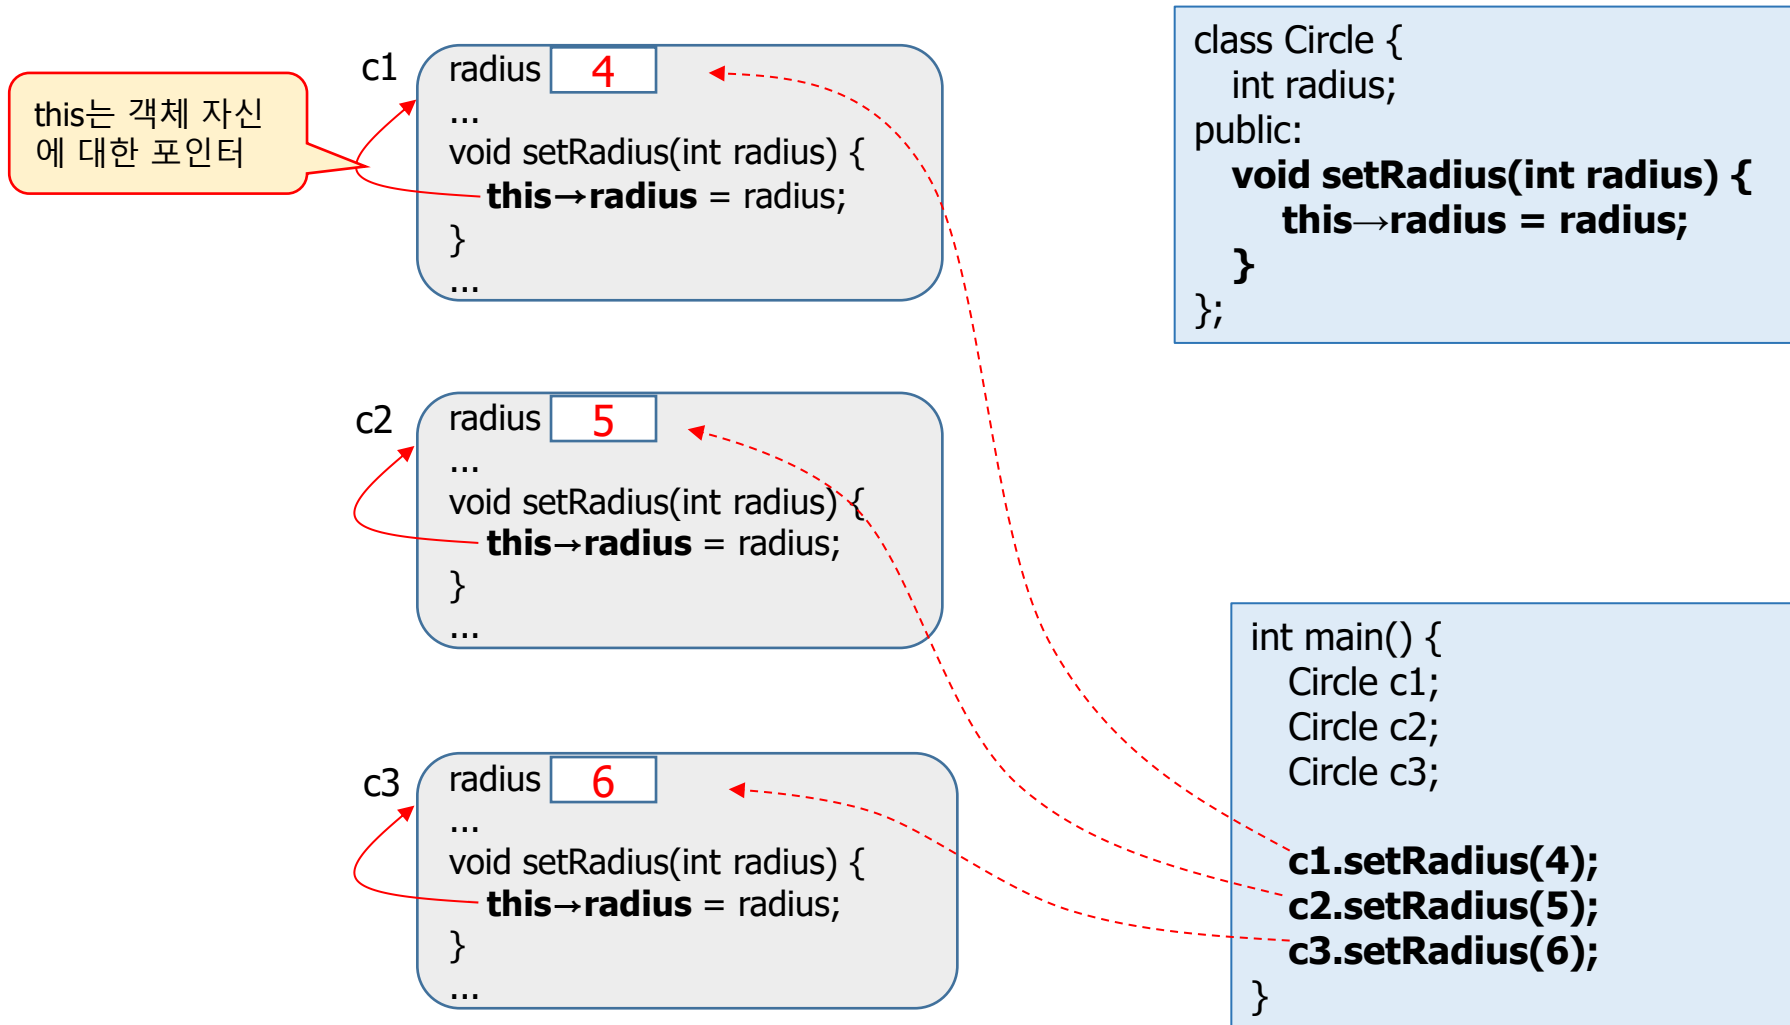 this는 객체 자신
에 대한 포인터
c1
radius 4
...
void setRadius(int radius) {
this→radius = radius;
}
...
c2
radius 5
...
void setRadius(int radius) {
this→radius = radius;
}
...
c3
radius 6
...
void setRadius(int radius) {
this→radius = radius;
}
...
class Circle {
int radius;
public:
void setRadius(int radius) {
this→radius = radius;
}
};
int main() {
Circle c1;
Circle c2;
Circle c3;
c1.setRadius(4);
c2.setRadius(5);
c3.setRadius(6);
}